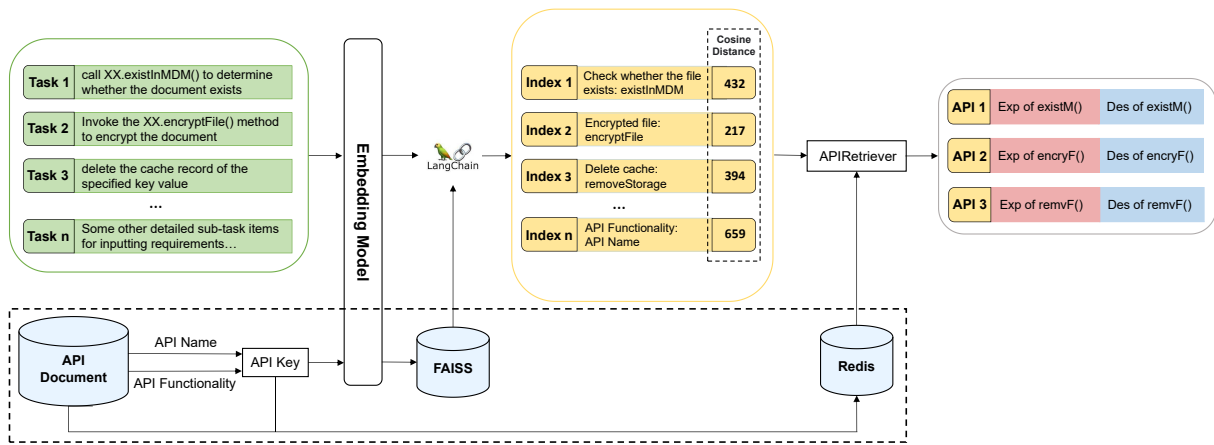 Task 1
call XX.existInMDM() to determine
whether the document exists
Task 2
Invoke the XX.encryptFile() method
to encrypt the document
Task 3
delete the cache record of the
specified key value
...
Task n
Some other detailed sub-task items
for inputting requirements...
Embedding Model
LangChain
Cosine
Distance
Index 1
Check whether the file
exists: existInMDM
432
Index 2
Encrypted file:
encryptFile
217
Index 3
Delete cache:
removeStorage
394
...
Index n
API Functionality:
API Name
659
APIRetriever
API 1
Exp of existM()
Des of existM()
API 2
Exp of encryF()
Des of encryF()
API 3
Exp of remvF()
Des of remvF()
API
Document
API Name
API Functionality
API Key
FAISS
Redis